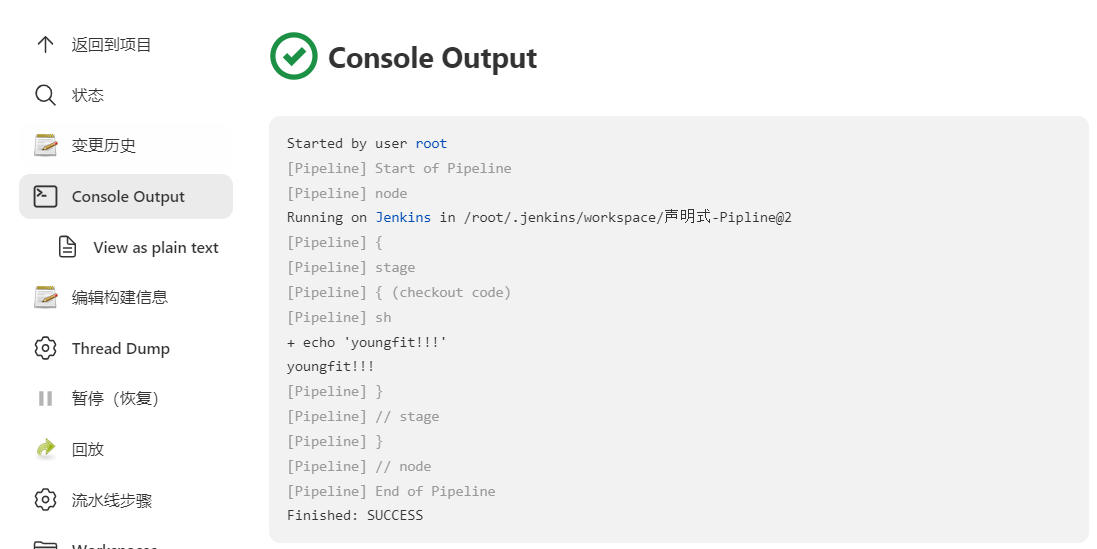 返回到项目
状态
变更历史
Console Output
View as plain text
编辑构建信息
Thread Dump
暂停（恢复）
回放
流水线步骤
Console Output
Started by user root
[Pipeline] Start of Pipeline
[Pipeline] node
Running on Jenkins in /root/.jenkins/workspace/声明式-Pipline@2
[Pipeline] {
[Pipeline] stage
[Pipeline] { (checkout code)
[Pipeline] sh
+ echo 'youngfit!!!'
youngfit!!!
[Pipeline] }
[Pipeline] // stage
[Pipeline] }
[Pipeline] // node
[Pipeline] End of Pipeline
Finished: SUCCESS